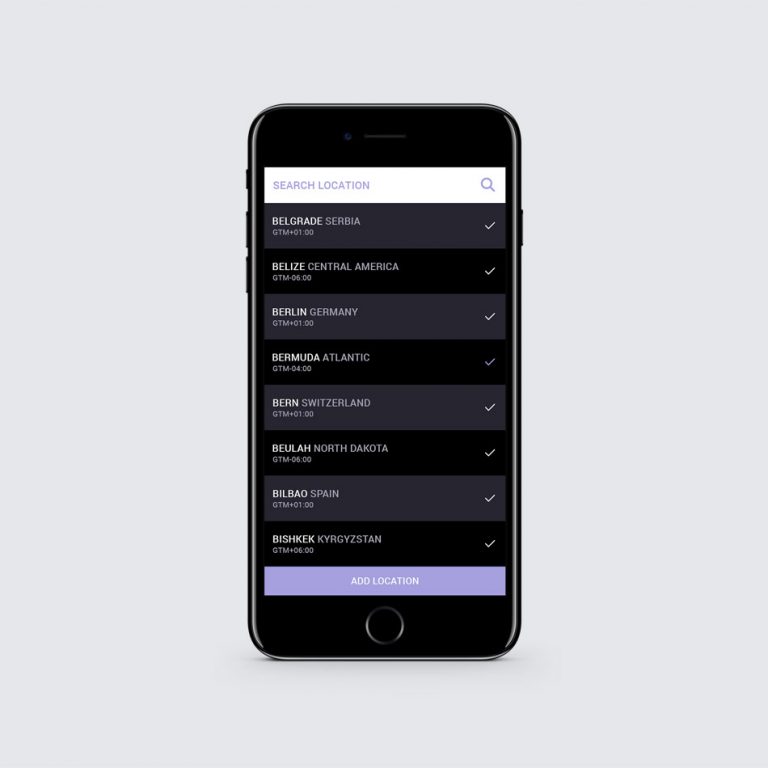 SEARCH LOCATION
BELGRADE SERBIA
GTM+01:00
BELIZE CENTRAL AMERICA
GTM-06:00
BERLIN GERMANY
GTM+01:00
BERMUDA ATLANTIC
GTM-04:00
BERN SWITZERLAND
GTM+01:00
BEULAH NORTH DAKOTA
GTM-06:00
BILBAO SPAIN
GTM+01:00
BISHKEK KYRGYZSTAN
GTM+06:00
ADD LOCATION